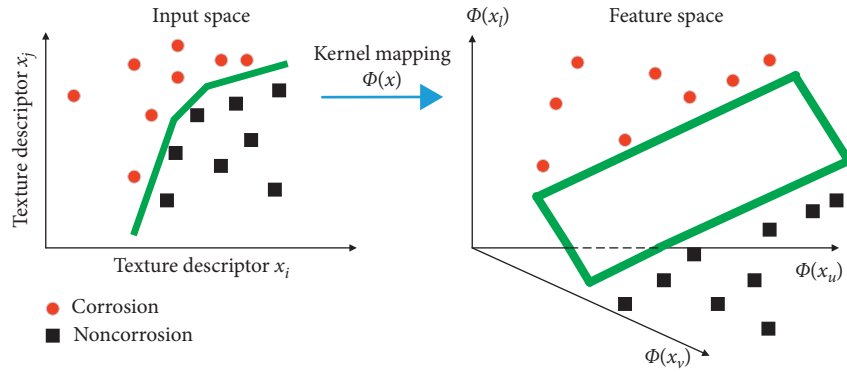 Input space
Texture descriptor x_j
Texture descriptor x_i
Corrosion
Noncorrosion
Kernel mapping
Φ(x)
Feature space
Φ(x_l)
Φ(x_u)
Φ(x_v)